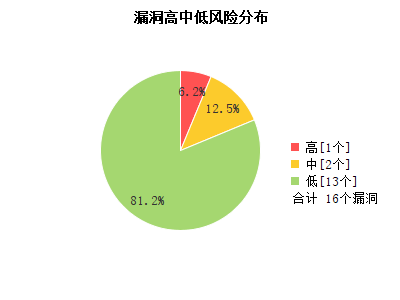 漏洞高中低风险分布
6.2%
12.5%
81.2%
高[1个]
中[2个]
低[13个]
合计 16个漏洞